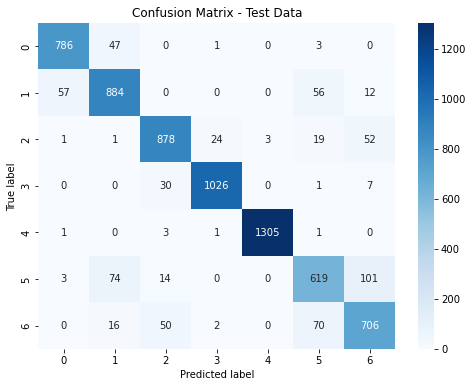 Confusion Matrix - Test Data
True label
0 786 47 0 1 0 3 0
1 57 884 0 0 0 56 12
2 1 1 878 24 3 19 52
3 0 0 30 1026 0 1 7
4 1 0 3 1 1305 1 0
5 3 74 14 0 0 619 101
6 0 16 50 2 0 70 706
0 1 2 3 4 5 6
Predicted label
1200
1000
800
600
400
200
0